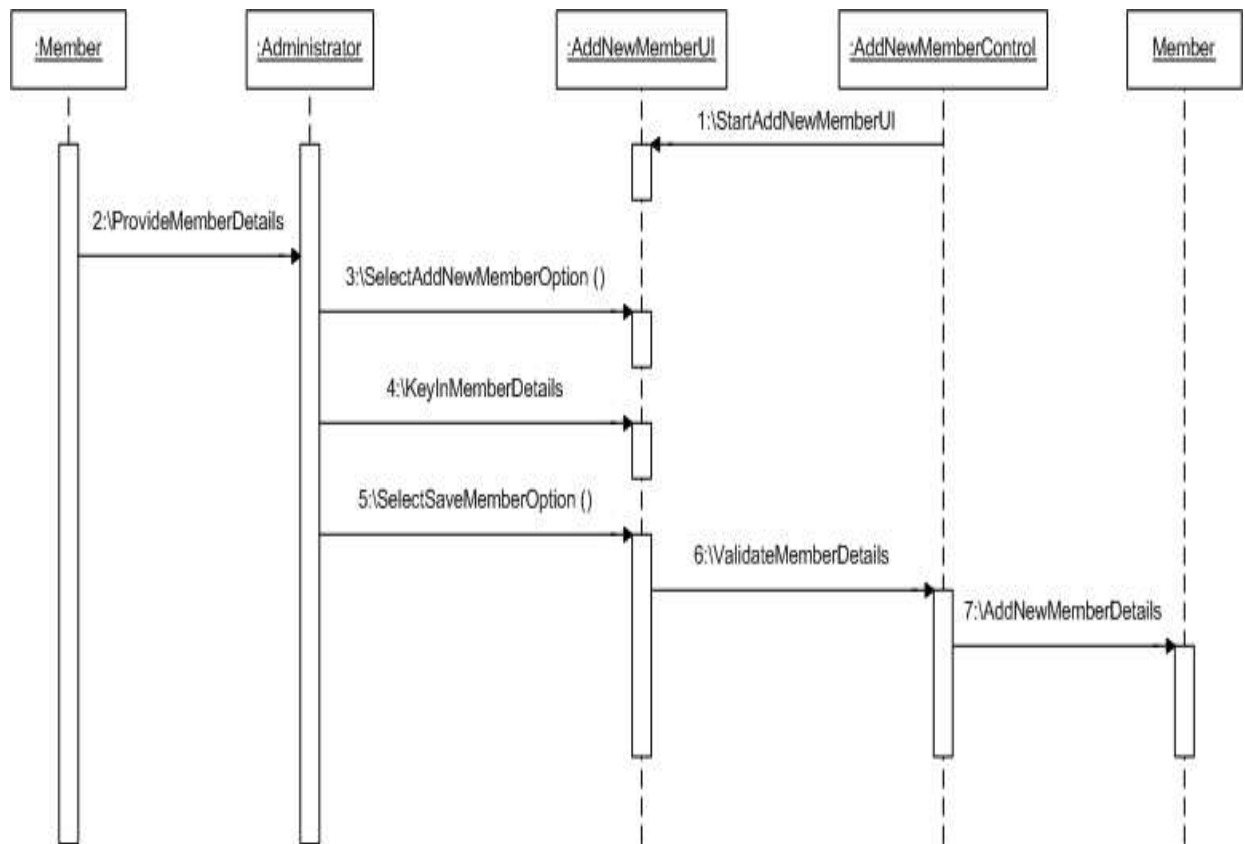 :Member
:Administrator
:AddNewMemberUI
:AddNewMemberControl
Member
1:\StartAddNewMemberUI
2:\ProvideMemberDetails
3:\SelectAddNewMemberOption ()
4:\KeyInMemberDetails
5:\SelectSaveMemberOption ()
6:\ValidateMemberDetails
7:\AddNewMemberDetails